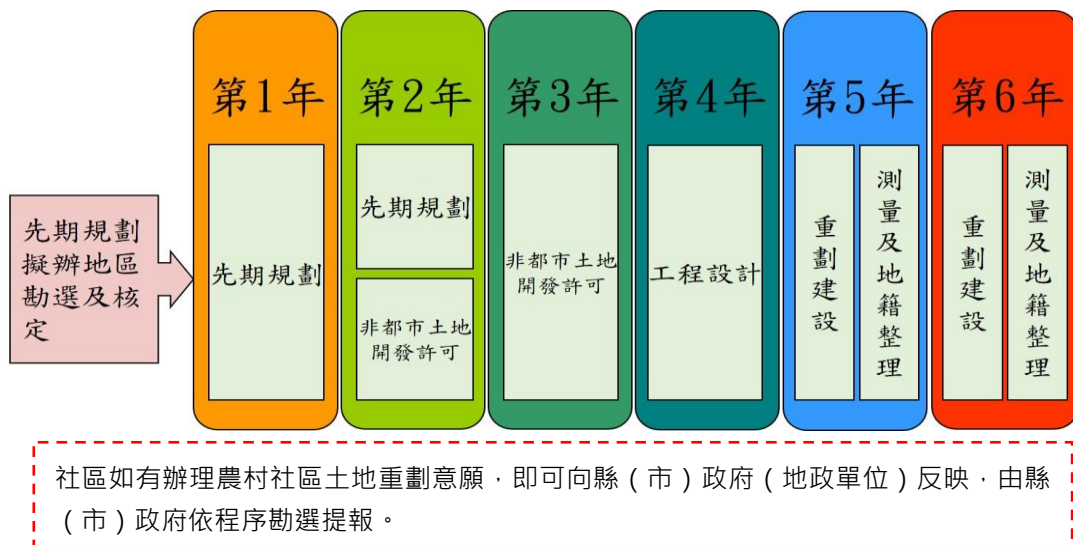 先期規劃
擬辦地區
勘選及核
定
第1年
先期規劃
第2年
先期規劃
非都市土地
開發許可
第3年
非都市土地
開發許可
第4年
工程設計
第5年
重劃建設
測量及地籍整理
第6年
重劃建設
測量及地籍整理
社區如有辦理農村社區土地重劃意願，即可向縣（市）政府（地政單位）反映，由縣
（市）政府依程序勘選提報。